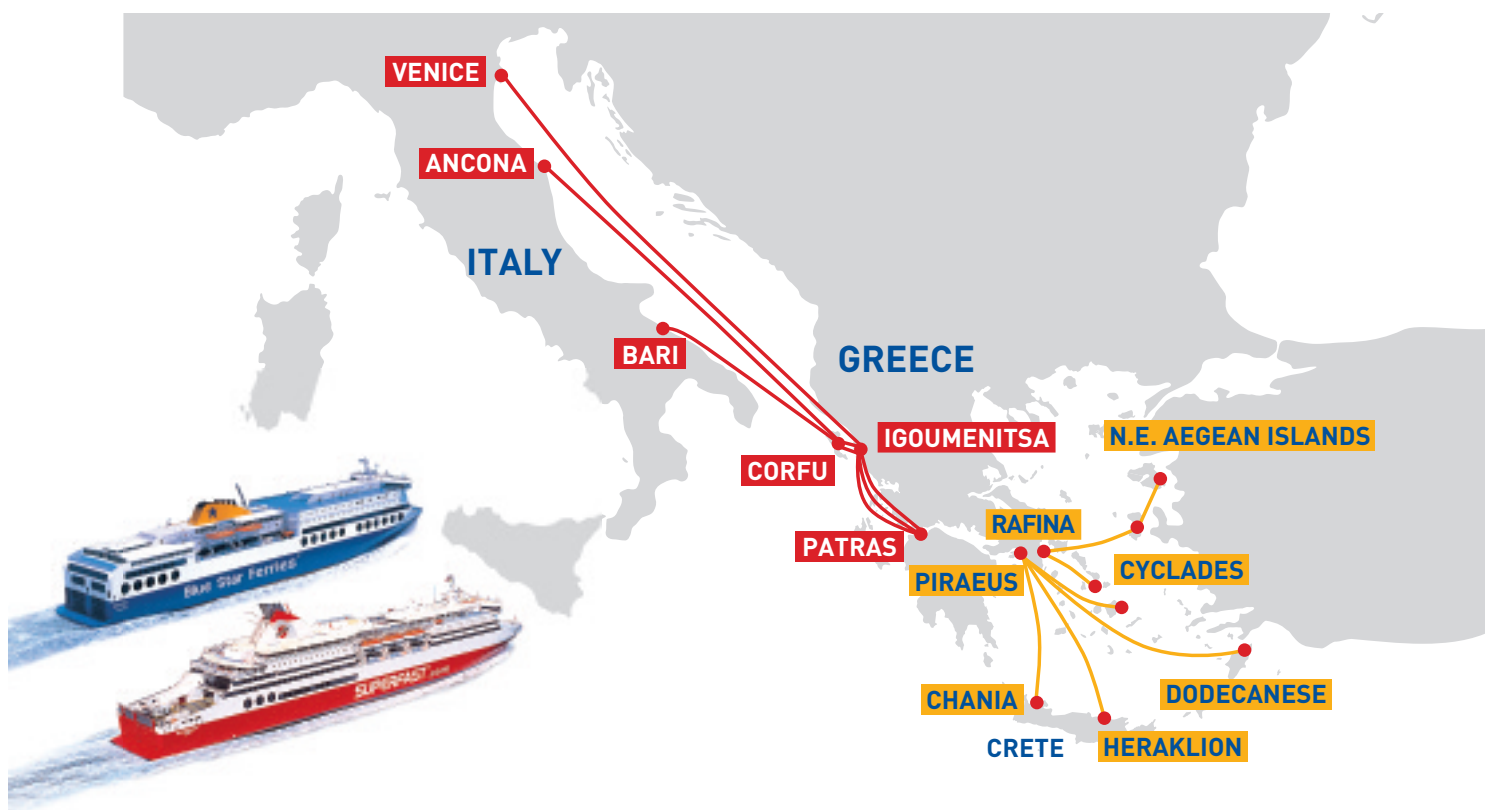 VENICE
ANCONA
ITALY
BARI
GREECE
IGOUMENITSA
N.E. AEGEAN ISLANDS
CORFU
RAFINA
PATRAS
CYCLADES
PIRAEUS
Blue Star Ferries
SUPERFAST
CHANIA
DODECANESE
CRETE
HERAKLION